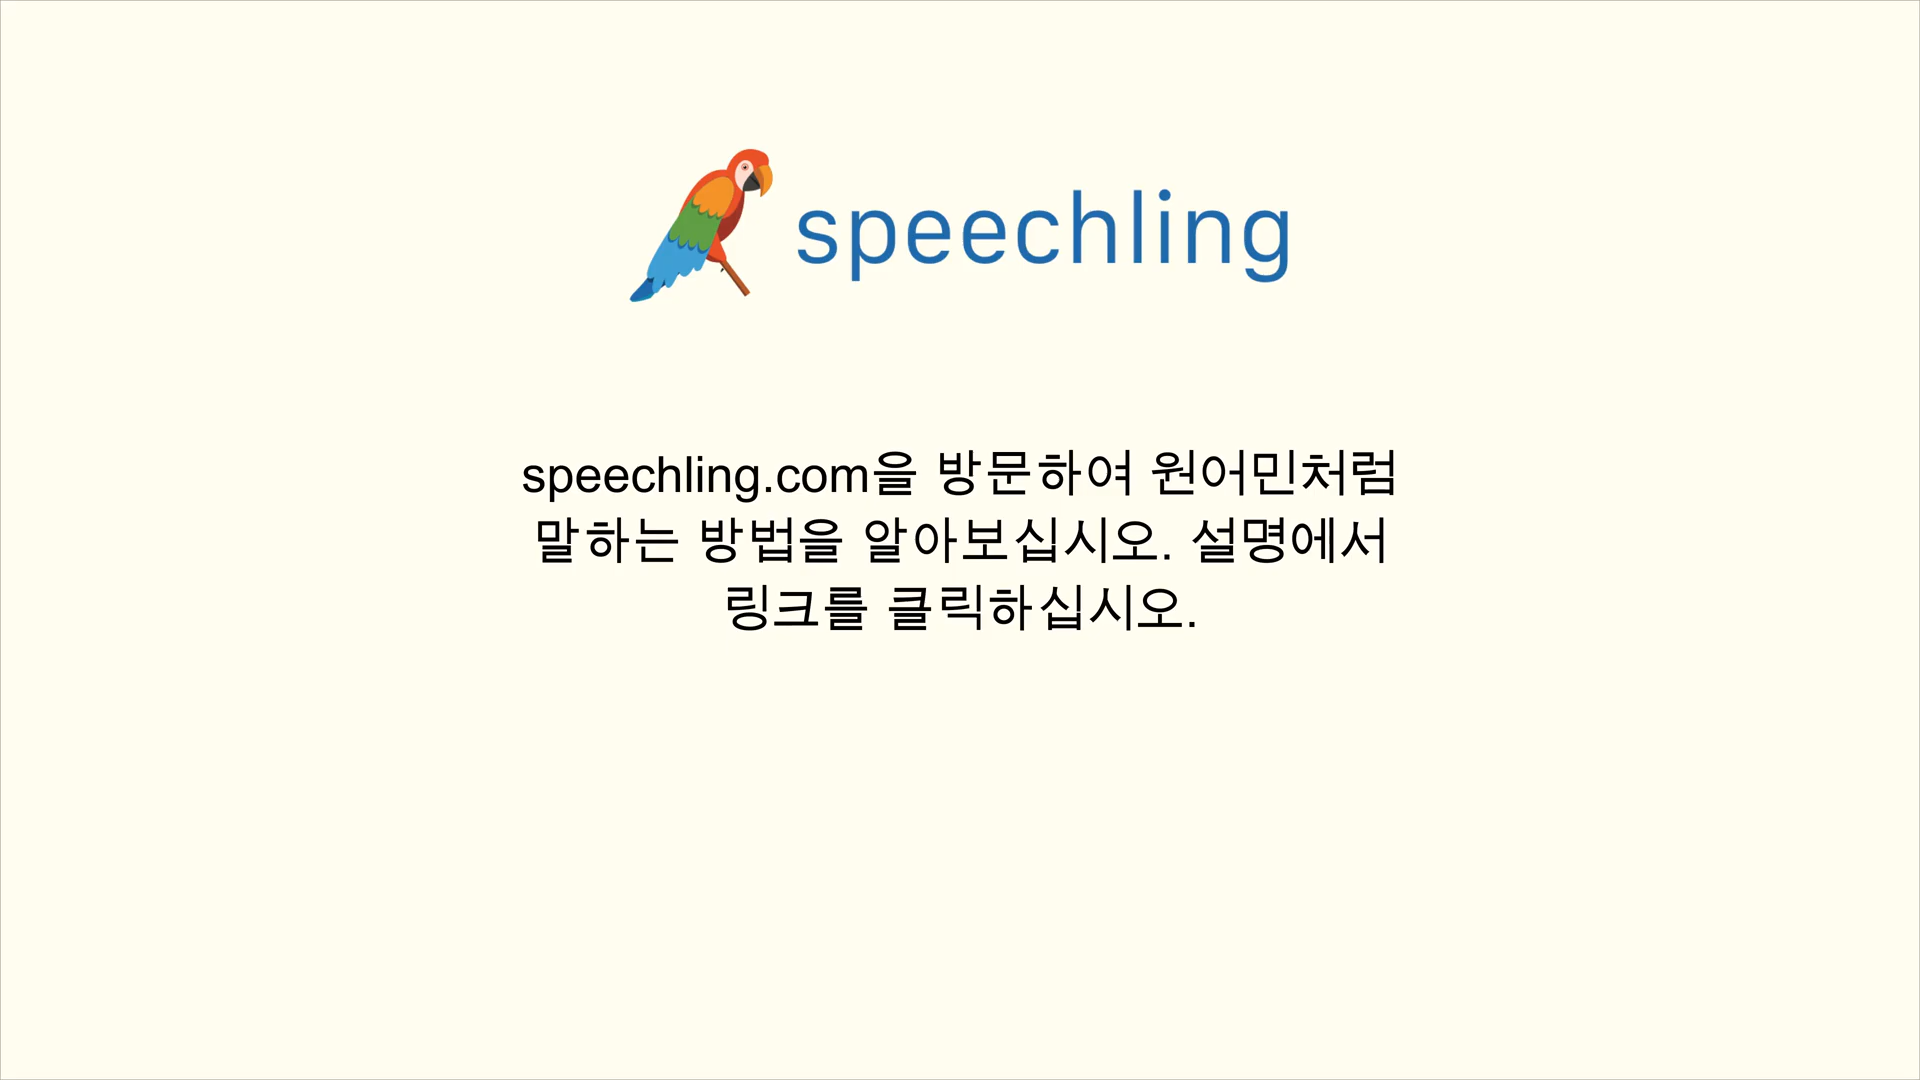 speechling
speechling.com을 방문하여 원어민처럼
말하는 방법을 알아보십시오. 설명에서
링크를 클릭하십시오.